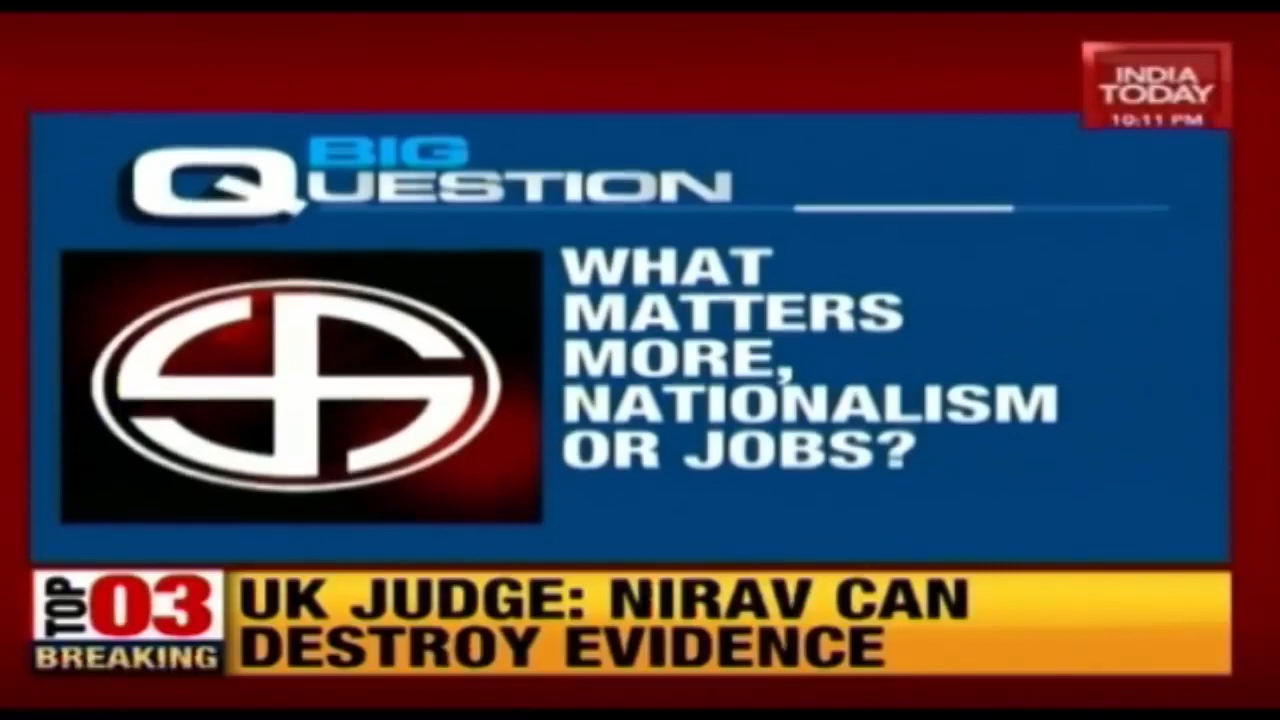 INDIA
TODAY
10:11 PM
BIG
QUESTION
WHAT
MATTERS
MORE,
NATIONALISM
OR JOBS?
TOP 03
BREAKING
UK JUDGE: NIRAV CAN
DESTROY EVIDENCE